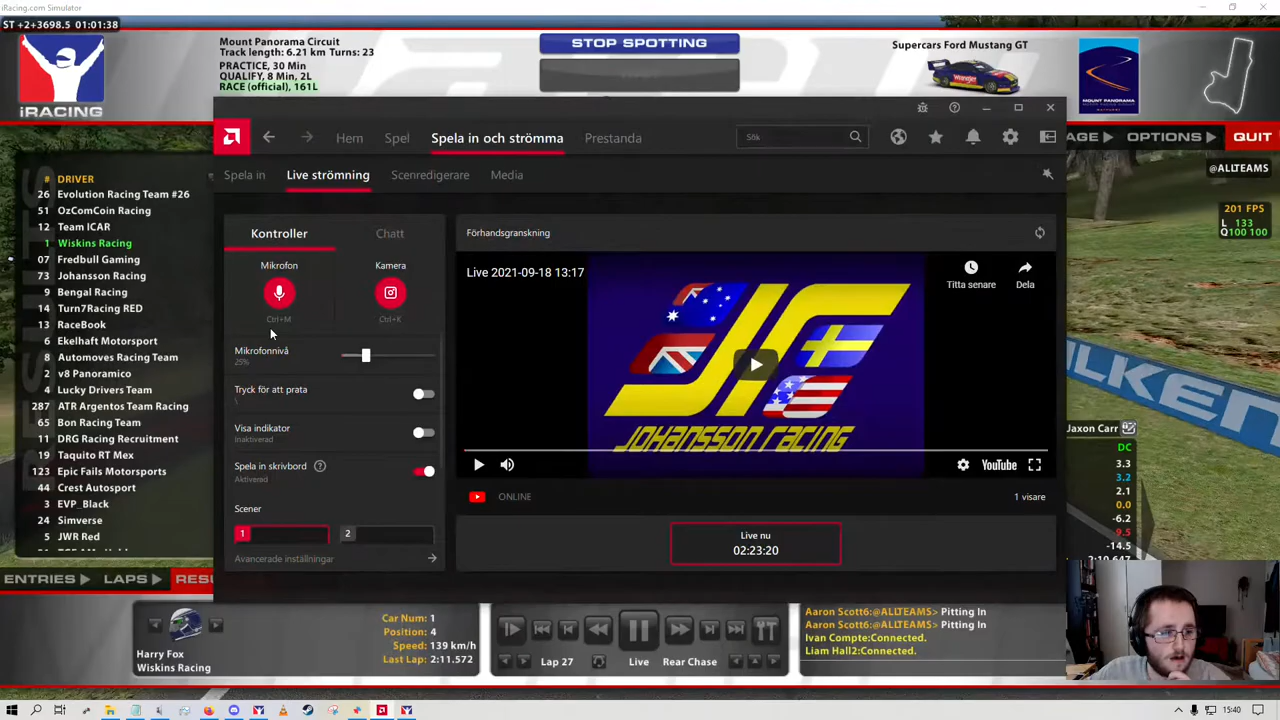 iRacing.com Simulator
ST +2+3698.5 01:01:38
iRACING
Mount Panorama Circuit
Track length: 6.21 km Turns: 23
PRACTICE, 30 Min
QUALIFY, 8 Min, 2L
RACE (official), 161L
STOP SPOTTING
Supercars Ford Mustang GT
MOUNT PANORAMA
OPTIONS
QUIT
@ALLTEAMS
201 FPS
L 133
Q100 100
Hem
Spel
Spela in och strömma
Prestanda
Sök
Spela in
Live strömning
Scenredigerare
Media
# DRIVER
26 Evolution Racing Team #26
51 OzComCoin Racing
12 Team ICAR
1 Wiskins Racing
07 Fredbull Gaming
73 Johansson Racing
9 Bengal Racing
14 Turn7Racing RED
13 RaceBook
6 Ekelhaft Motorsport
8 Automoves Racing Team
2 v8 Panoramico
4 Lucky Drivers Team
287 ATR Argentos Team Racing
65 Bon Racing Team
11 DRG Racing Recruitment
19 Taquito RT Mex
123 Epic Fails Motorsports
44 Crest Autosport
3 EVP_Black
24 Simverse
5 JWR Red
Kontroller
Chatt
Mikrofon
Kamera
Ctrl+M
Ctrl+K
Mikrofonnivå
25%
Tryck för att prata
\
Visa indikator
Inaktiverad
Spela in skrivbord
Aktiverad
Scener
1
2
Avancerade inställningar
Förhandsgranskning
Live 2021-09-18 13:17
Titta senare
Dela
JOHANSSON RACING
YouTube
ONLINE
1 visare
Live nu
02:23:20
Jaxon Carr
DC
3.3
3.2
2.1
0.0
-6.2
-9.5
-14.5
ENTRIES
LAPS
Harry Fox
Wiskins Racing
Car Num: 1
Position: 4
Speed: 139 km/h
Last Lap: 2:11.572
Lap 27
Live
Rear Chase
Aaron Scott6:@ALLTEAMS> Pitting In
Aaron Scott6:@ALLTEAMS> Pitting In
Ivan Compte:Connected.
Liam Hall2:Connected.
15:40